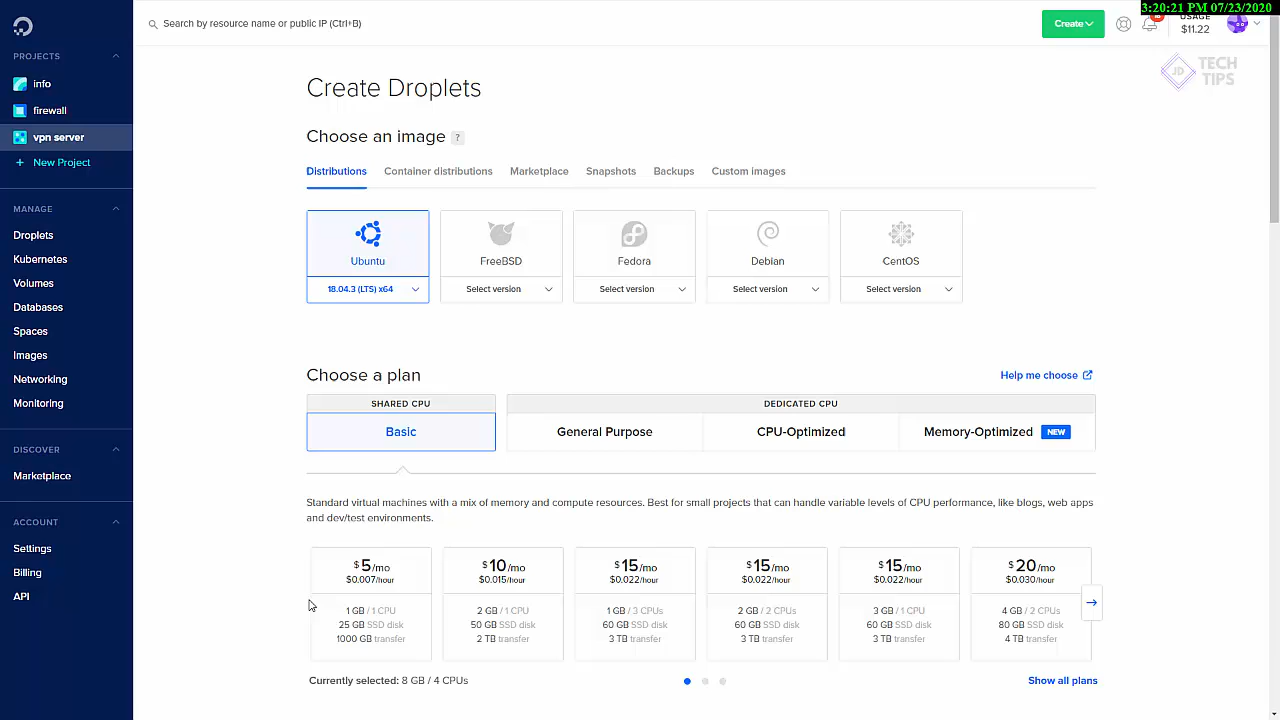 3:20:21 PM 07/23/2020
Search by resource name or public IP (Ctrl+B)
Create
USAGE
$11.22
JD
TECH
TIPS
PROJECTS
info
firewall
vpn server
+ New Project
MANAGE
Droplets
Kubernetes
Volumes
Databases
Spaces
Images
Networking
Monitoring
DISCOVER
Marketplace
ACCOUNT
Settings
Billing
API
Create Droplets
Choose an image ?
Distributions Container distributions Marketplace Snapshots Backups Custom images
Ubuntu FreeBSD Fedora Debian CentOS
18.04.3 (LTS) x64 Select version Select version Select version Select version
Choose a plan
Help me choose
SHARED CPU DEDICATED CPU
Basic General Purpose CPU-Optimized Memory-Optimized NEW
Standard virtual machines with a mix of memory and compute resources. Best for small projects that can handle variable levels of CPU performance, like blogs, web apps
and dev/test environments.
$5/mo $10/mo $15/mo $15/mo $15/mo $20/mo
$0.007/hour $0.015/hour $0.022/hour $0.022/hour $0.022/hour $0.030/hour
1 GB / 1 CPU 2 GB / 1 CPU 1 GB / 3 CPUs 2 GB / 2 CPUs 3 GB / 1 CPU 4 GB / 2 CPUs
25 GB SSD disk 50 GB SSD disk 60 GB SSD disk 60 GB SSD disk 60 GB SSD disk 80 GB SSD disk
1000 GB transfer 2 TB transfer 3 TB transfer 3 TB transfer 3 TB transfer 4 TB transfer
Currently selected: 8 GB / 4 CPUs
Show all plans